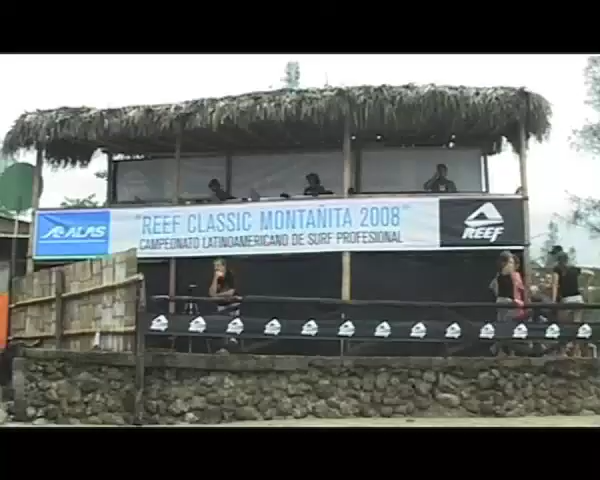 ALAS
"REEF CLASSIC MONTAÑITA 2008"
CAMPEONATO LATINOAMERICANO DE SURF PROFESIONAL
REEF